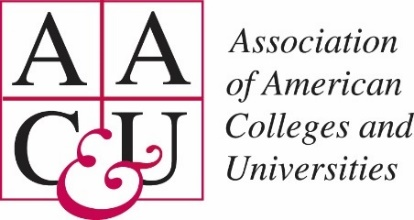 A A
C & U
Association
of American
Colleges and
Universities